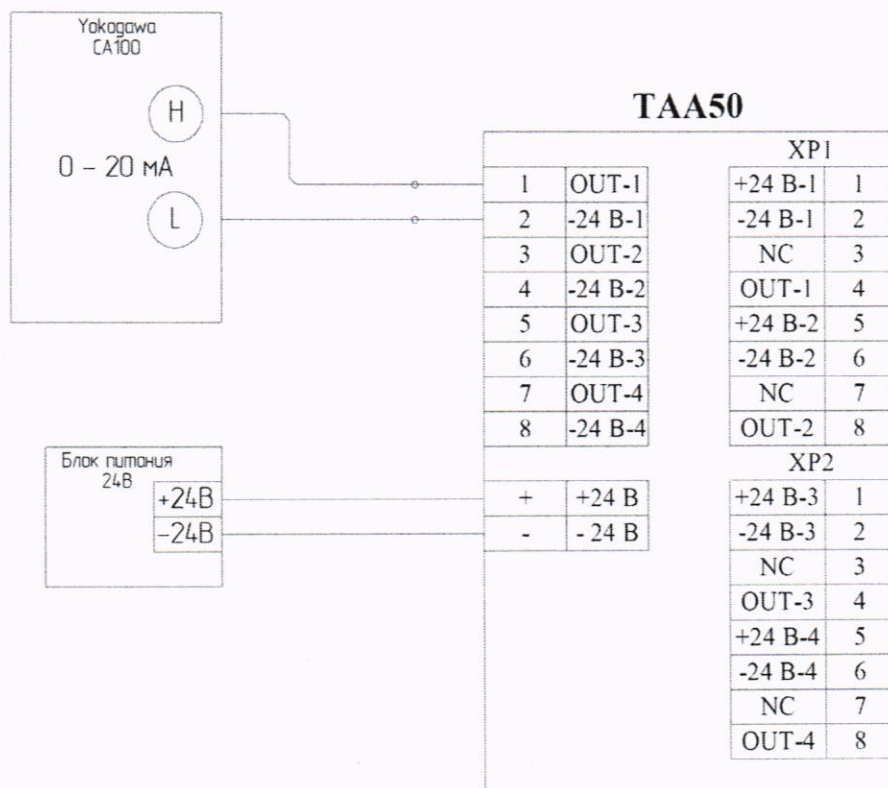 Yokogawa
CA100
H
0 – 20 мА
L
Блок питания
24В
+24В
-24В
TAA50
1 OUT-1
2 -24 В-1
3 OUT-2
4 -24 В-2
5 OUT-3
6 -24 В-3
7 OUT-4
8 -24 В-4
+ +24 В
- - 24 В
XP1
+24 В-1 1
-24 В-1 2
NC 3
OUT-1 4
+24 В-2 5
-24 В-2 6
NC 7
OUT-2 8
XP2
+24 В-3 1
-24 В-3 2
NC 3
OUT-3 4
+24 В-4 5
-24 В-4 6
NC 7
OUT-4 8